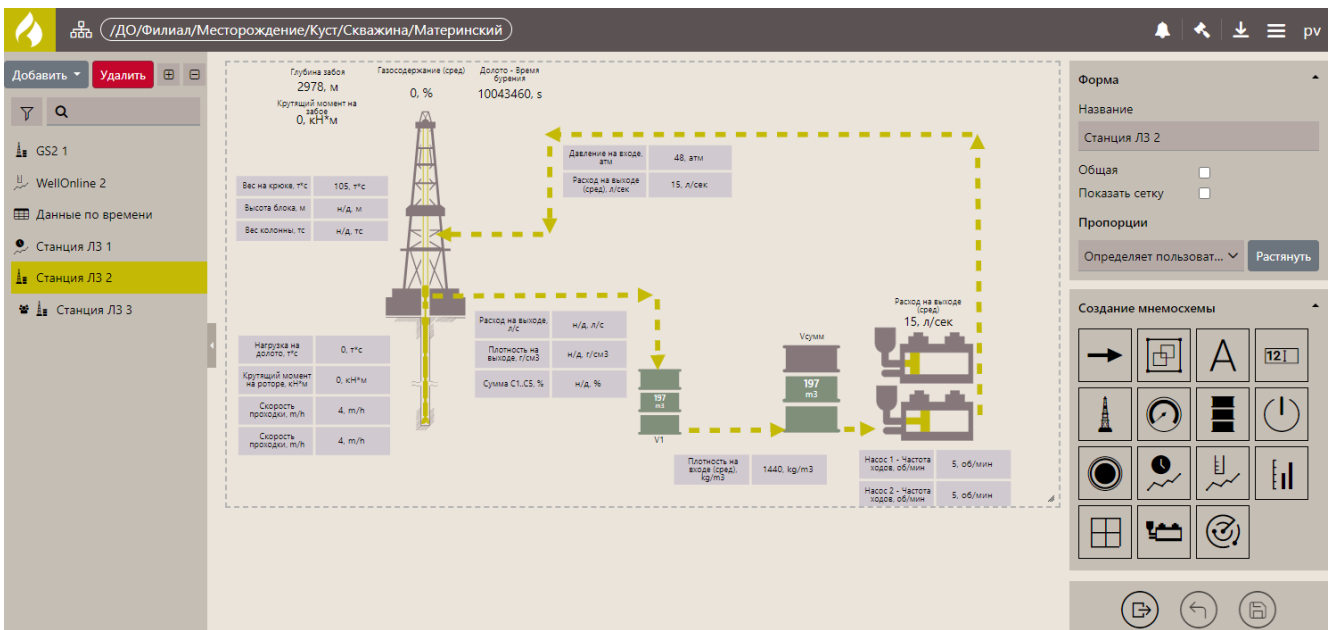 /ДО/Филиал/Месторождение/Куст/Скважина/Материнский
pv
Добавить
Удалить
GS2 1
WellOnline 2
Данные по времени
Станция ЛЗ 1
Станция ЛЗ 2
Станция ЛЗ 3
Глубина забоя
2978, м
Газосодержание (сред)
0, %
Долото - Время
бурения
10043460, s
Крутящий момент на
забое
0, кН*м
Давление на входе,
атм
48, атм
Расход на выходе
(сред), л/сек
15, л/сек
Вес на крюке, т*с
105, т*с
Высота блока, м
н/д, м
Вес колонны, тс
н/д, тс
Расход на выходе,
л/с
н/д, л/с
Плотность на
выходе, г/см3
н/д, г/см3
Сумма С1..С5, %
н/д, %
Нагрузка на
долото, т*с
0, т*с
Крутящий момент
на роторе, кН*м
0, кН*м
Скорость
проходки, m/h
4, m/h
Скорость
проходки, m/h
4, m/h
197
m3
V1
Vсумм
197
m3
Расход на выходе
(сред)
15, л/сек
Плотность на
входе (сред),
kg/m3
1440, kg/m3
Насос 1 - Частота
ходов, об/мин
5, об/мин
Насос 2 - Частота
ходов, об/мин
5, об/мин
Форма
Название
Станция ЛЗ 2
Общая
Показать сетку
Пропорции
Определяет пользоват...
Растянуть
Создание мнемосхемы
A
12